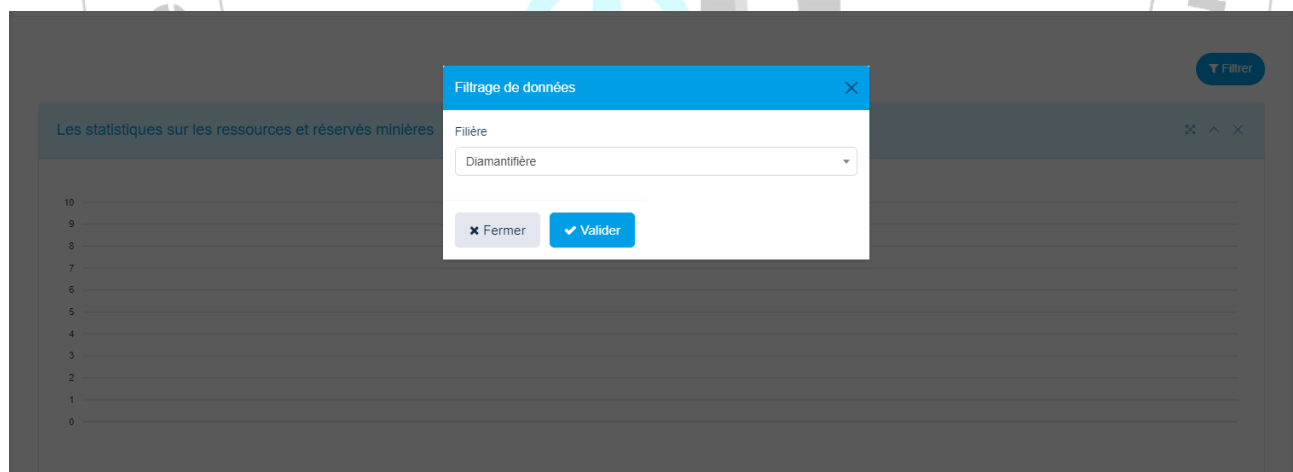 Filtrer
Filtrage de données
Les statistiques sur les ressources et réservés minières
Filière
Diamantifière
Fermer
Valider
10
9
8
7
6
5
4
3
2
1
0